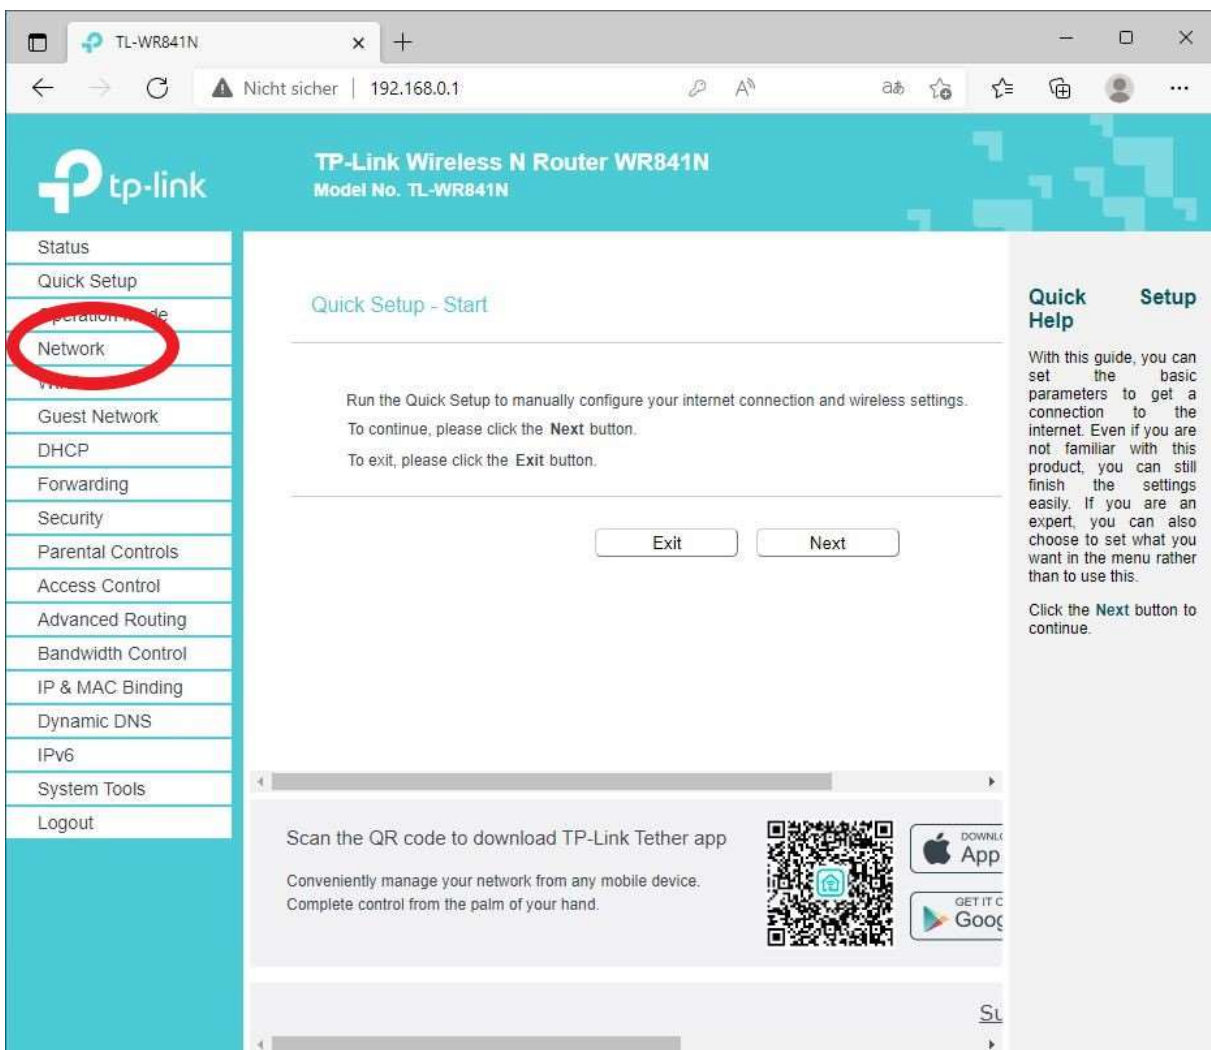 TL-WR841N
Nicht sicher | 192.168.0.1
tp-link
TP-Link Wireless N Router WR841N
Model No. TL-WR841N
Status
Quick Setup
Network
Guest Network
DHCP
Forwarding
Security
Parental Controls
Access Control
Advanced Routing
Bandwidth Control
IP & MAC Binding
Dynamic DNS
IPv6
System Tools
Logout
Quick Setup - Start
Run the Quick Setup to manually configure your internet connection and wireless settings.
To continue, please click the Next button.
To exit, please click the Exit button.
Exit
Next
Scan the QR code to download TP-Link Tether app
Conveniently manage your network from any mobile device.
Complete control from the palm of your hand.
App
GET IT
Quick Setup
Help
With this guide, you can
set the basic
parameters to get a
connection to the
internet. Even if you are
not familiar with this
product, you can still
finish the settings
easily. If you are an
expert, you can also
choose to set what you
want in the menu rather
than to use this.
Click the Next button to
continue.